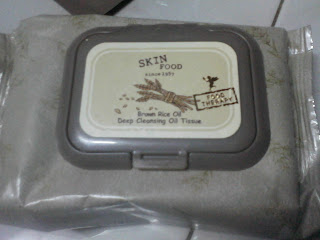 SKIN
FOOD
since 1957
FOOD
THERAPY
Brown Rice Oil
Deep Cleansing Oil Tissue